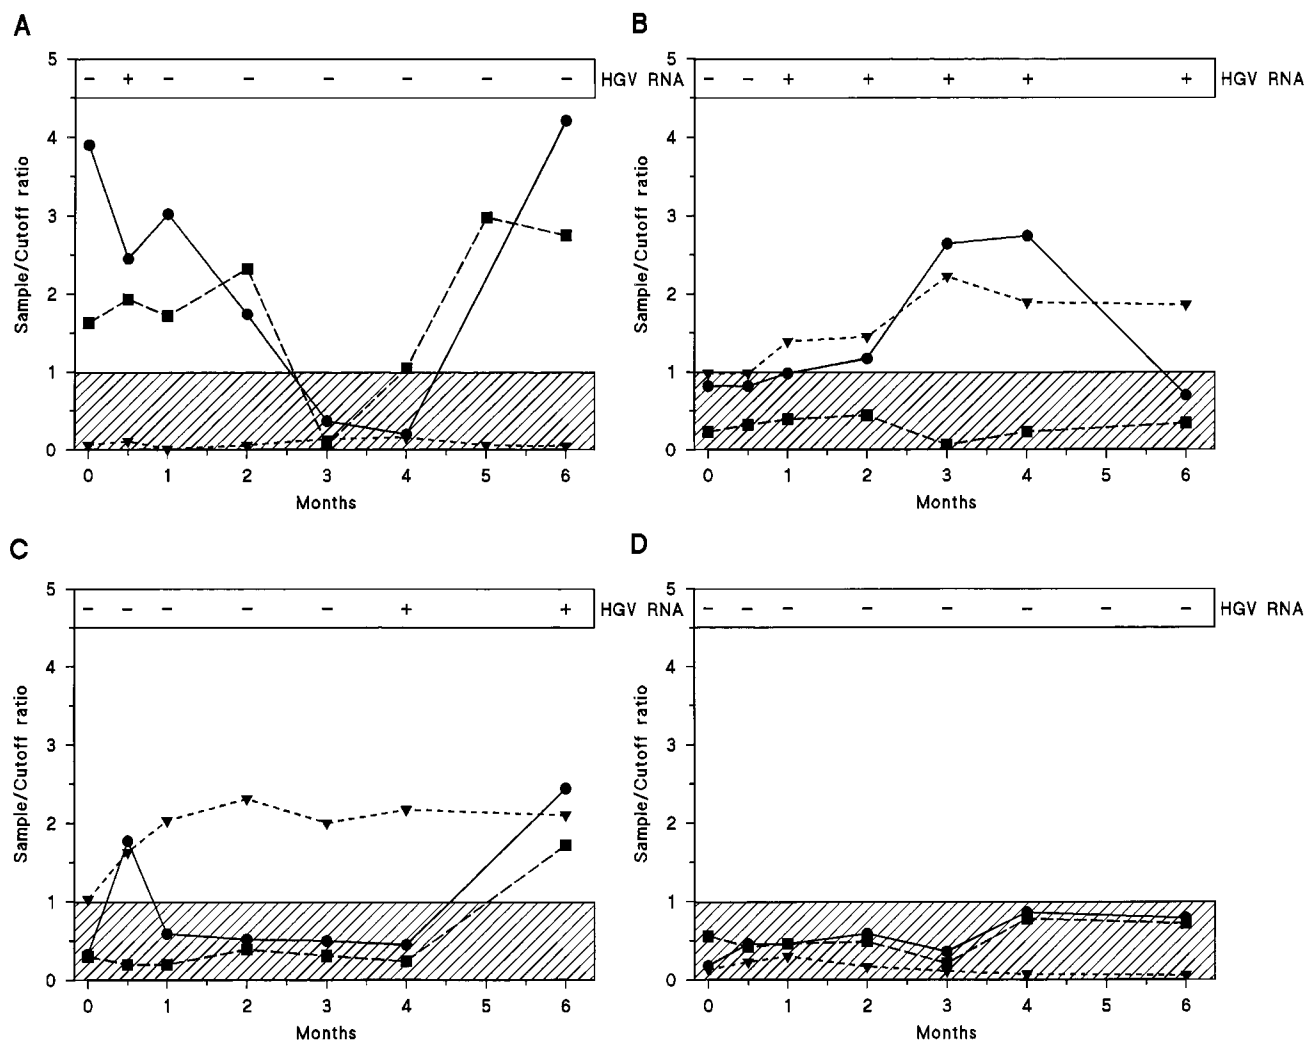 A
5
4
3
2
1
0
Sample/Cutoff ratio
- + - - - - - - HGV RNA
0 1 2 3 4 5 6
Months
B
5
4
3
2
1
0
Sample/Cutoff ratio
- - + + + + + HGV RNA
0 1 2 3 4 5 6
Months
C
5
4
3
2
1
0
Sample/Cutoff ratio
- - - - - + + HGV RNA
0 1 2 3 4 5 6
Months
D
5
4
3
2
1
0
Sample/Cutoff ratio
- - - - - - - - HGV RNA
0 1 2 3 4 5 6
Months